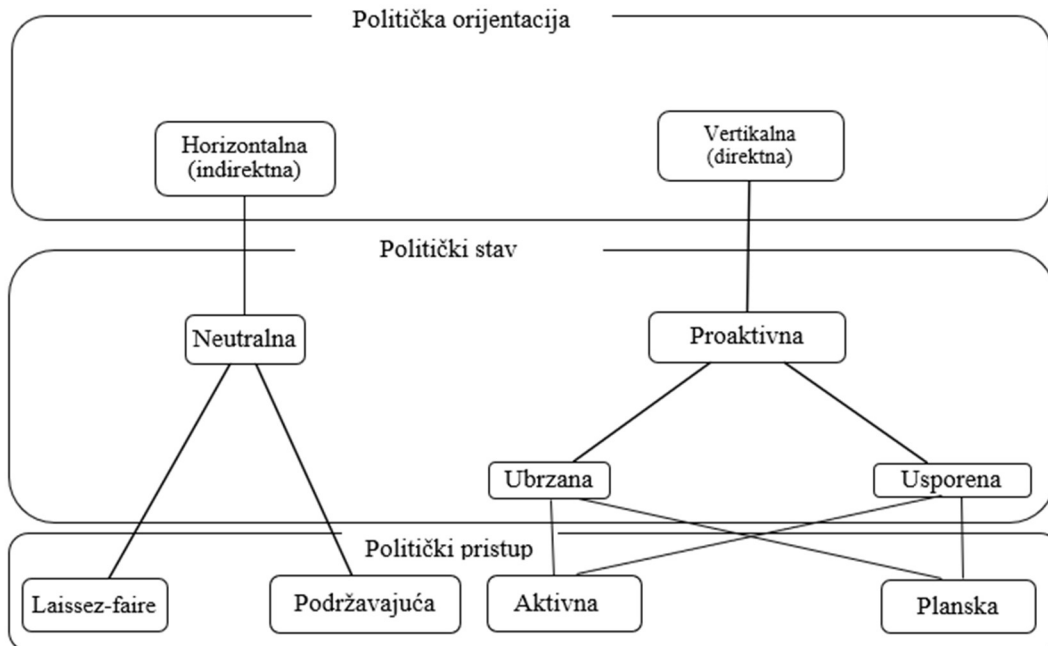 Politička orijentacija
Horizontalna
(indirektna)
Vertikalna
(direktna)
Politički stav
Neutralna
Proaktivna
Ubrzana
Usporena
Politički pristup
Laissez-faire
Podržavajuća
Aktivna
Planska